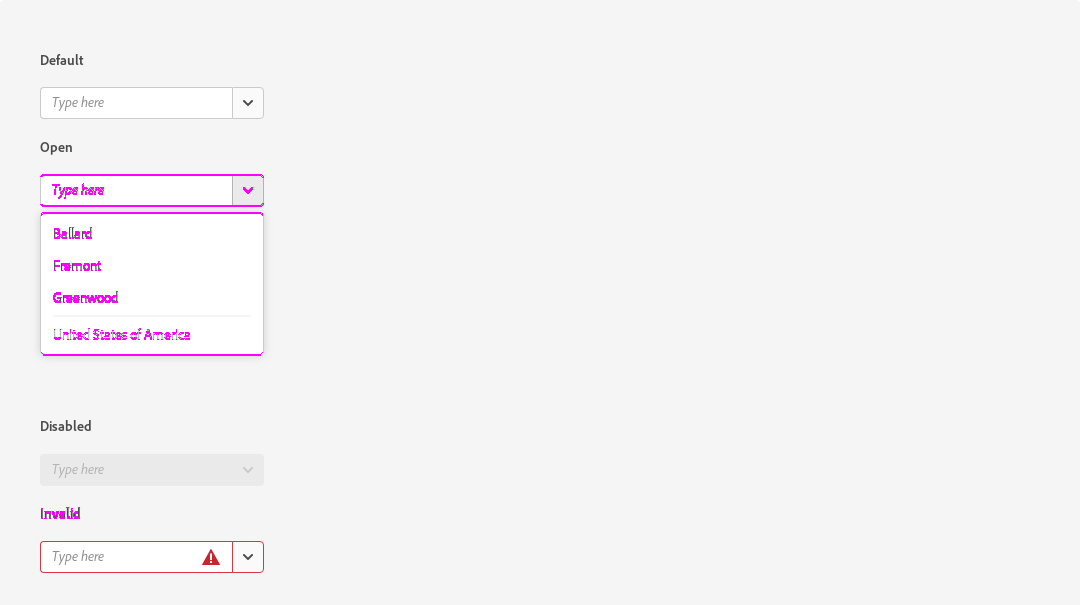 Default
Type here
Open
Type here
Ballard
Fremont
Greenwood
United States of America
Disabled
Type here
Invalid
Type here